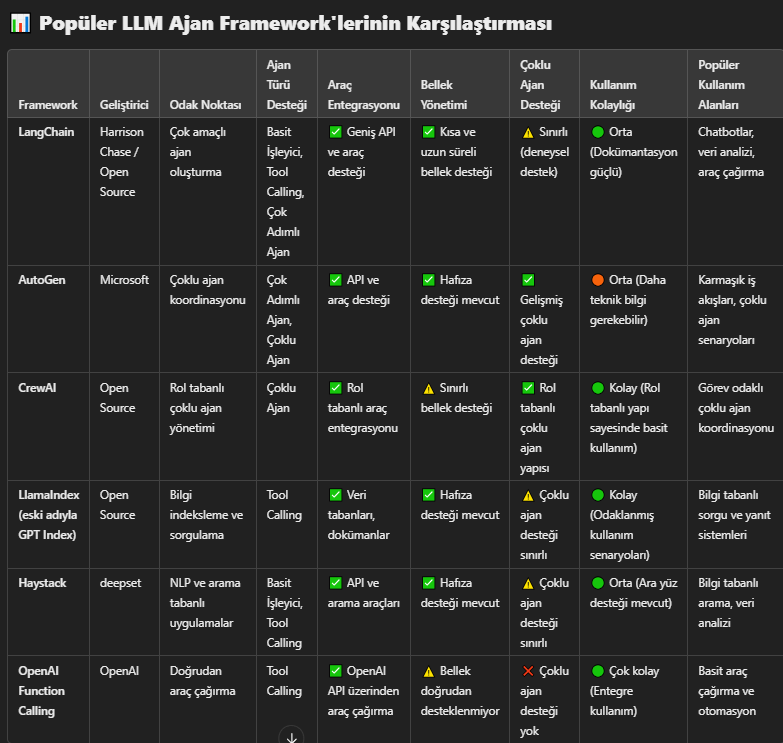 📊 Popüler LLM Ajan Framework'lerinin Karşılaştırması
Framework
Geliştirici
Odak Noktası
Ajan
Türü
Desteği
Araç
Entegrasyonu
Bellek
Yönetimi
Çoklu
Ajan
Desteği
Kullanım
Kolaylığı
Popüler
Kullanım
Alanları
LangChain
Harrison
Chase /
Open
Source
Çok amaçlı
ajan
oluşturma
Basit
İşleyici,
Tool
Calling,
Çok
Adımlı
Ajan
✅ Geniş API
ve araç
desteği
✅ Kısa ve
uzun süreli
bellek desteği
⚠️ Sınırlı
(deneysel
destek)
🟢 Orta
(Dokümantasyon
güçlü)
Chatbotlar,
veri analizi,
araç çağırma
AutoGen
Microsoft
Çoklu ajan
koordinasyonu
Çok
Adımlı
Ajan,
Çoklu
Ajan
✅ API ve
araç desteği
✅ Hafıza
desteği mevcut
✅
Gelişmiş
çoklu
ajan
desteği
🟠 Orta (Daha
teknik bilgi
gerekebilir)
Karmaşık iş
akışları, çoklu
ajan
senaryoları
CrewAI
Open
Source
Rol tabanlı
çoklu ajan
yönetimi
Çoklu
Ajan
✅ Rol
tabanlı araç
entegrasyonu
⚠️ Sınırlı
bellek desteği
✅ Rol
tabanlı
çoklu
ajan
yapısı
🟢 Kolay (Rol
tabanlı yapı
sayesinde basit
kullanım)
Görev odaklı
çoklu ajan
koordinasyonu
LlamaIndex
(eski adıyla
GPT Index)
Open
Source
Bilgi
indeksleme ve
sorgulama
Tool
Calling
✅ Veri
tabanları,
dokümanlar
✅ Hafıza
desteği mevcut
⚠️ Çoklu
ajan
desteği
sınırlı
🟢 Kolay
(Odaklanmış
kullanım
senaryoları)
Bilgi tabanlı
sorgu ve yanıt
sistemleri
Haystack
deepset
NLP ve arama
tabanlı
uygulamalar
Basit
İşleyici,
Tool
Calling
✅ API ve
arama araçları
✅ Hafıza
desteği mevcut
⚠️ Çoklu
ajan
desteği
sınırlı
🟢 Orta (Ara yüz
desteği mevcut)
Bilgi tabanlı
arama, veri
analizi
OpenAI
Function
Calling
OpenAI
Doğrudan
araç çağırma
Tool
Calling
✅ OpenAI
API üzerinden
araç çağırma
⚠️ Bellek
doğrudan
desteklenmiyor
❌ Çoklu
ajan
desteği
yok
🟢 Çok kolay
(Entegre
kullanım)
Basit araç
çağırma ve
otomasyon